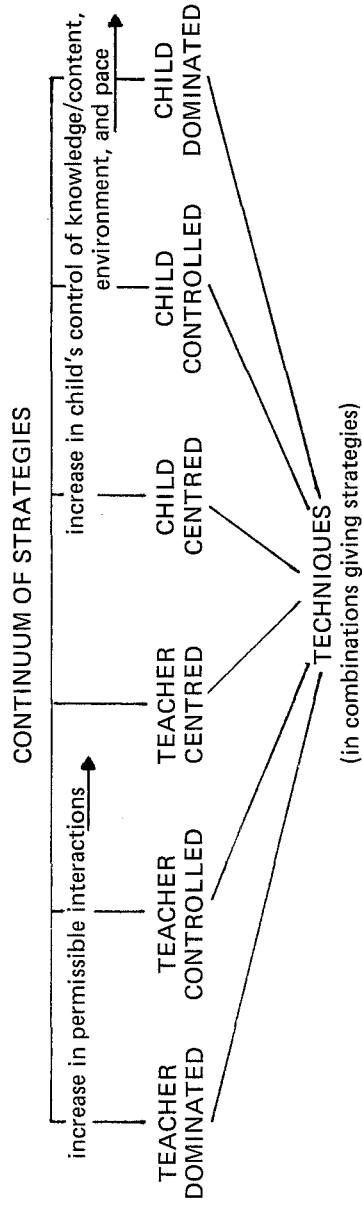 CONTINUUM OF STRATEGIES
increase in permissible interactions
increase in child's control of knowledge/content,
environment, and pace
TEACHER
DOMINATED
TEACHER
CONTROLLED
TEACHER
CENTRED
CHILD
CENTRED
CHILD
CONTROLLED
CHILD
DOMINATED
TECHNIQUES
(in combinations giving strategies)